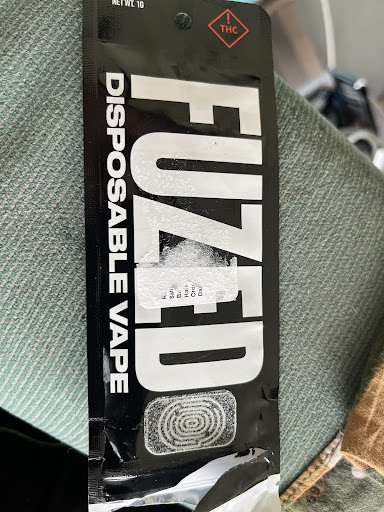 NET WT. 1G
!
THC
FUZED
DISPOSABLE VAPE